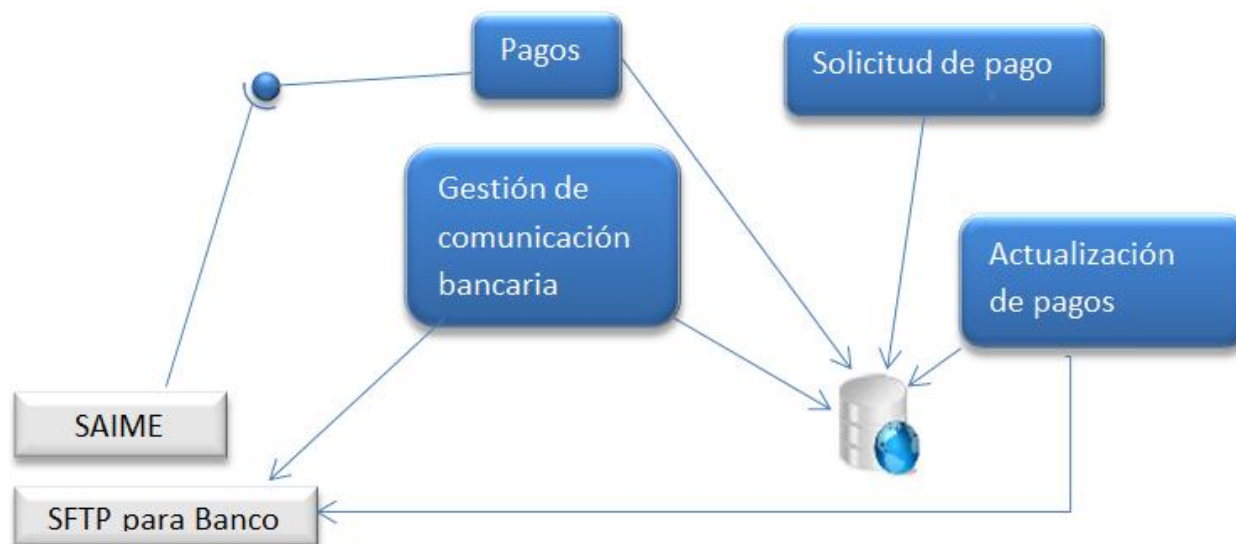 Pagos
Solicitud de pago
Gestión de
comunicación
bancaria
Actualización
de pagos
SAIME
SFTP para Banco